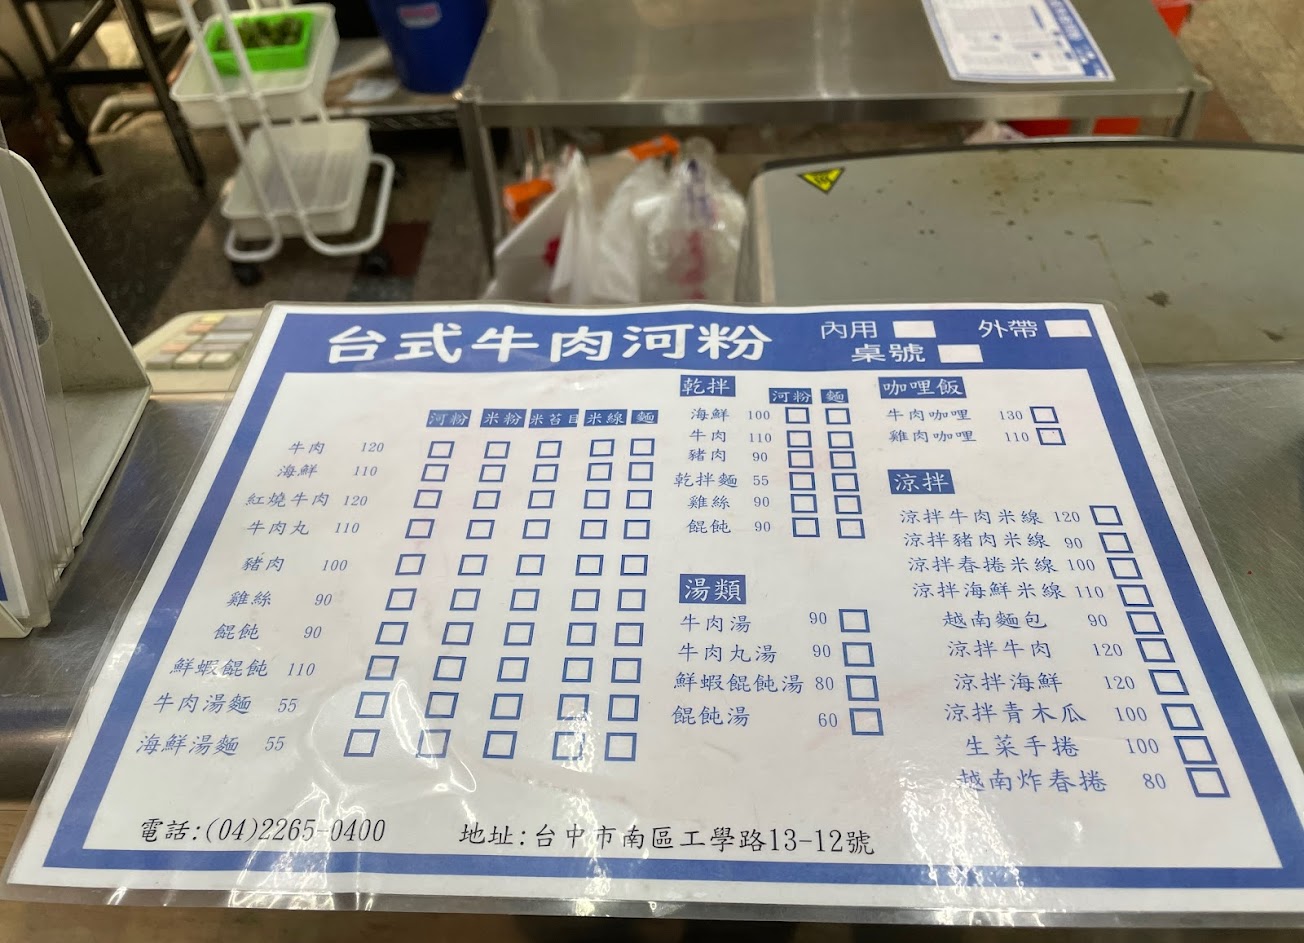 台式牛肉河粉
內用 外帶
桌號
河粉 米粉 米苔目 米線 麵
牛肉 120
海鮮 110
紅燒牛肉 120
牛肉丸 110
豬肉 100
雞絲 90
餛飩 90
鮮蝦餛飩 110
牛肉湯麵 55
海鮮湯麵 55
乾拌 河粉 麵
海鮮 100
牛肉 110
豬肉 90
乾拌麵 55
雞絲 90
餛飩 90
湯類
牛肉湯 90
牛肉丸湯 90
鮮蝦餛飩湯 80
餛飩湯 60
咖哩飯
牛肉咖哩 130
雞肉咖哩 110
涼拌
涼拌牛肉米線 120
涼拌豬肉米線 90
涼拌春捲米線 100
涼拌海鮮米線 110
越南麵包 90
涼拌牛肉 120
涼拌海鮮 120
涼拌青木瓜 100
生菜手捲 100
越南炸春捲 80
電話:(04)2265-0400 地址:台中市南區工學路13-12號